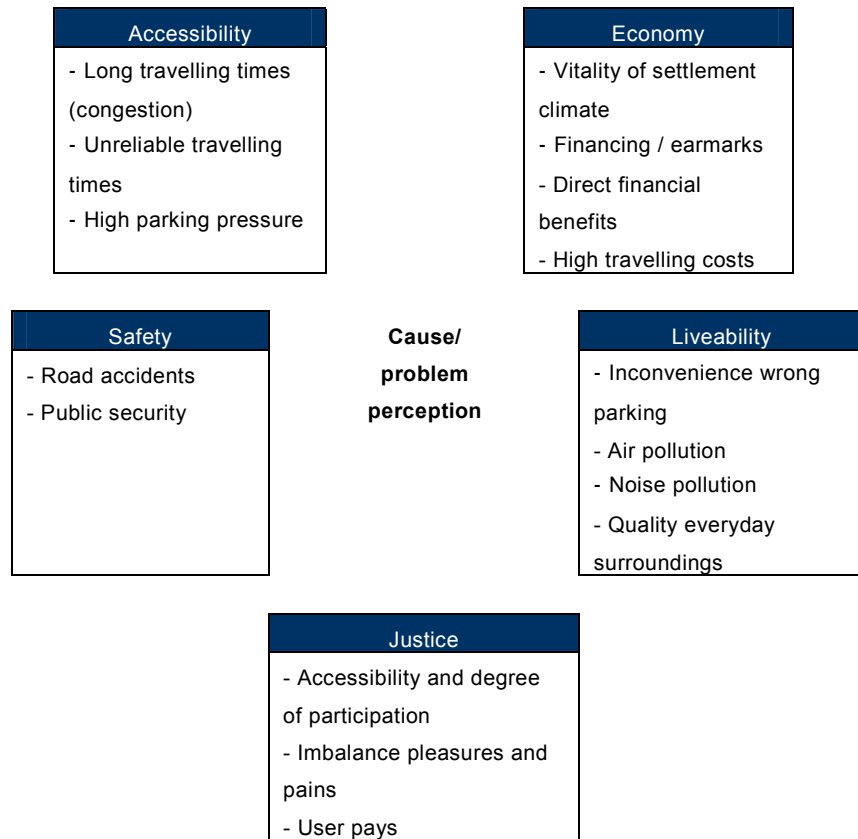 Accessibility
- Long travelling times
(congestion)
- Unreliable travelling
times
- High parking pressure
Economy
- Vitality of settlement
climate
- Financing / earmarks
- Direct financial
benefits
- High travelling costs
Safety
- Road accidents
- Public security
Cause/
problem
perception
Liveability
- Inconvenience wrong
parking
- Air pollution
- Noise pollution
- Quality everyday
surroundings
Justice
- Accessibility and degree
of participation
- Imbalance pleasures and
pains
- User pays